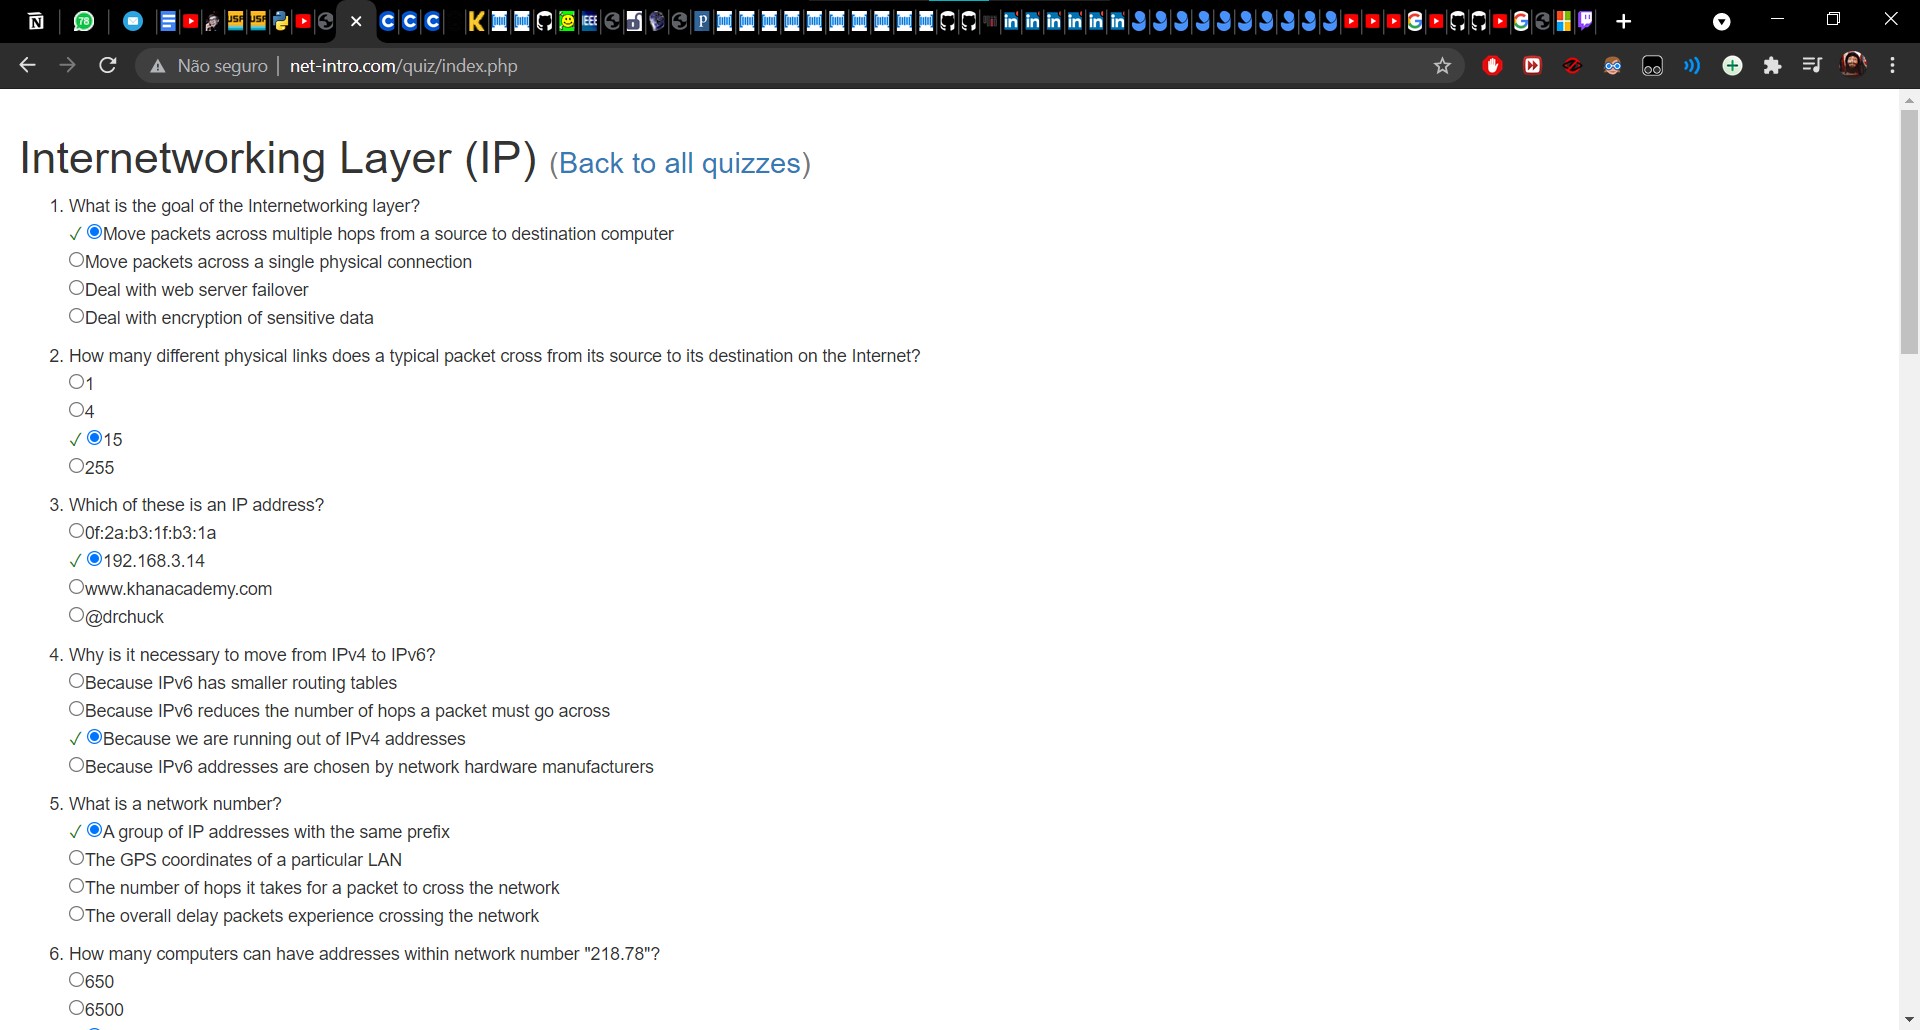 78
Não seguro | net-intro.com/quiz/index.php
Internetworking Layer (IP) (Back to all quizzes)
1. What is the goal of the Internetworking layer?
✓ Move packets across multiple hops from a source to destination computer
Move packets across a single physical connection
Deal with web server failover
Deal with encryption of sensitive data
2. How many different physical links does a typical packet cross from its source to its destination on the Internet?
1
4
✓ 15
255
3. Which of these is an IP address?
0f:2a:b3:1f:b3:1a
✓ 192.168.3.14
www.khanacademy.com
@drchuck
4. Why is it necessary to move from IPv4 to IPv6?
Because IPv6 has smaller routing tables
Because IPv6 reduces the number of hops a packet must go across
✓ Because we are running out of IPv4 addresses
Because IPv6 addresses are chosen by network hardware manufacturers
5. What is a network number?
✓ A group of IP addresses with the same prefix
The GPS coordinates of a particular LAN
The number of hops it takes for a packet to cross the network
The overall delay packets experience crossing the network
6. How many computers can have addresses within network number "218.78"?
650
6500